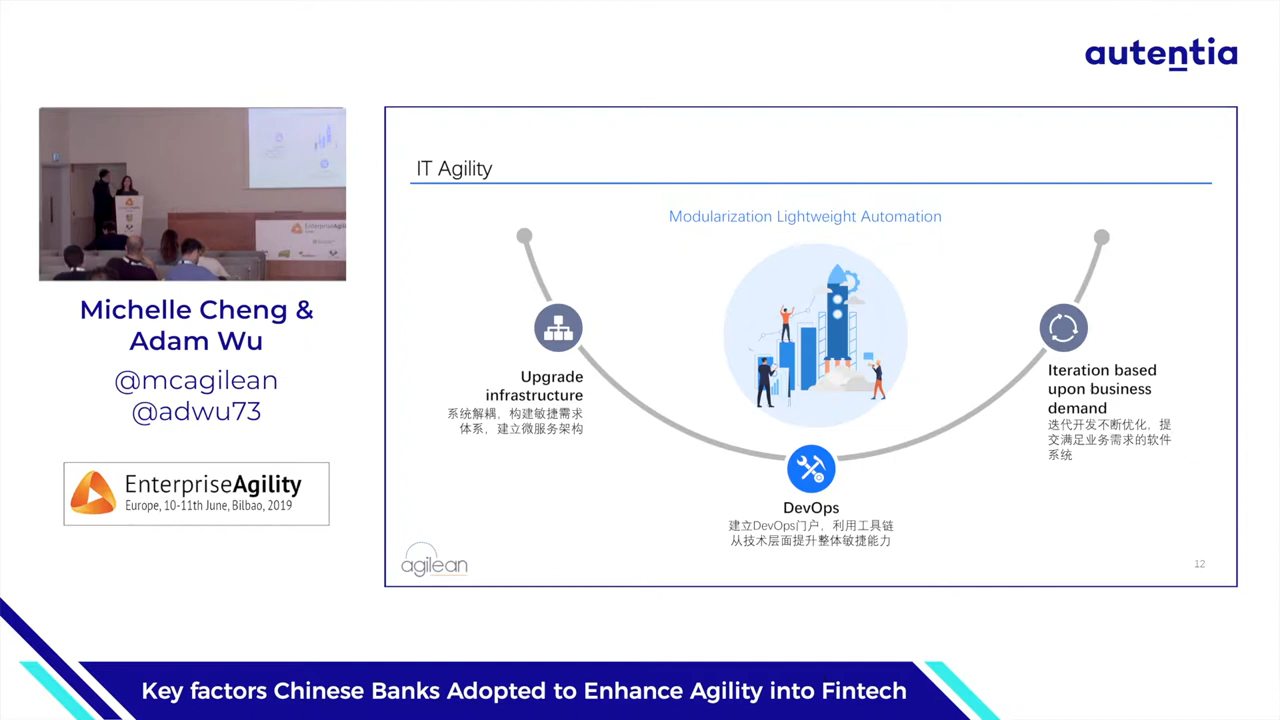 autentia
Michelle Cheng &
Adam Wu
@mcagilean
@adwu73
EnterpriseAgility
Europe, 10-11th June, Bilbao, 2019
IT Agility
Modularization Lightweight Automation
Upgrade
infrastructure
系统解耦，构建敏捷需求
体系，建立微服务架构
DevOps
建立DevOps门户，利用工具链
从技术层面提升整体敏捷能力
Iteration based
upon business
demand
迭代开发不断优化，提
交满足业务需求的软件
系统
agilean
12
Key factors Chinese Banks Adopted to Enhance Agility into Fintech